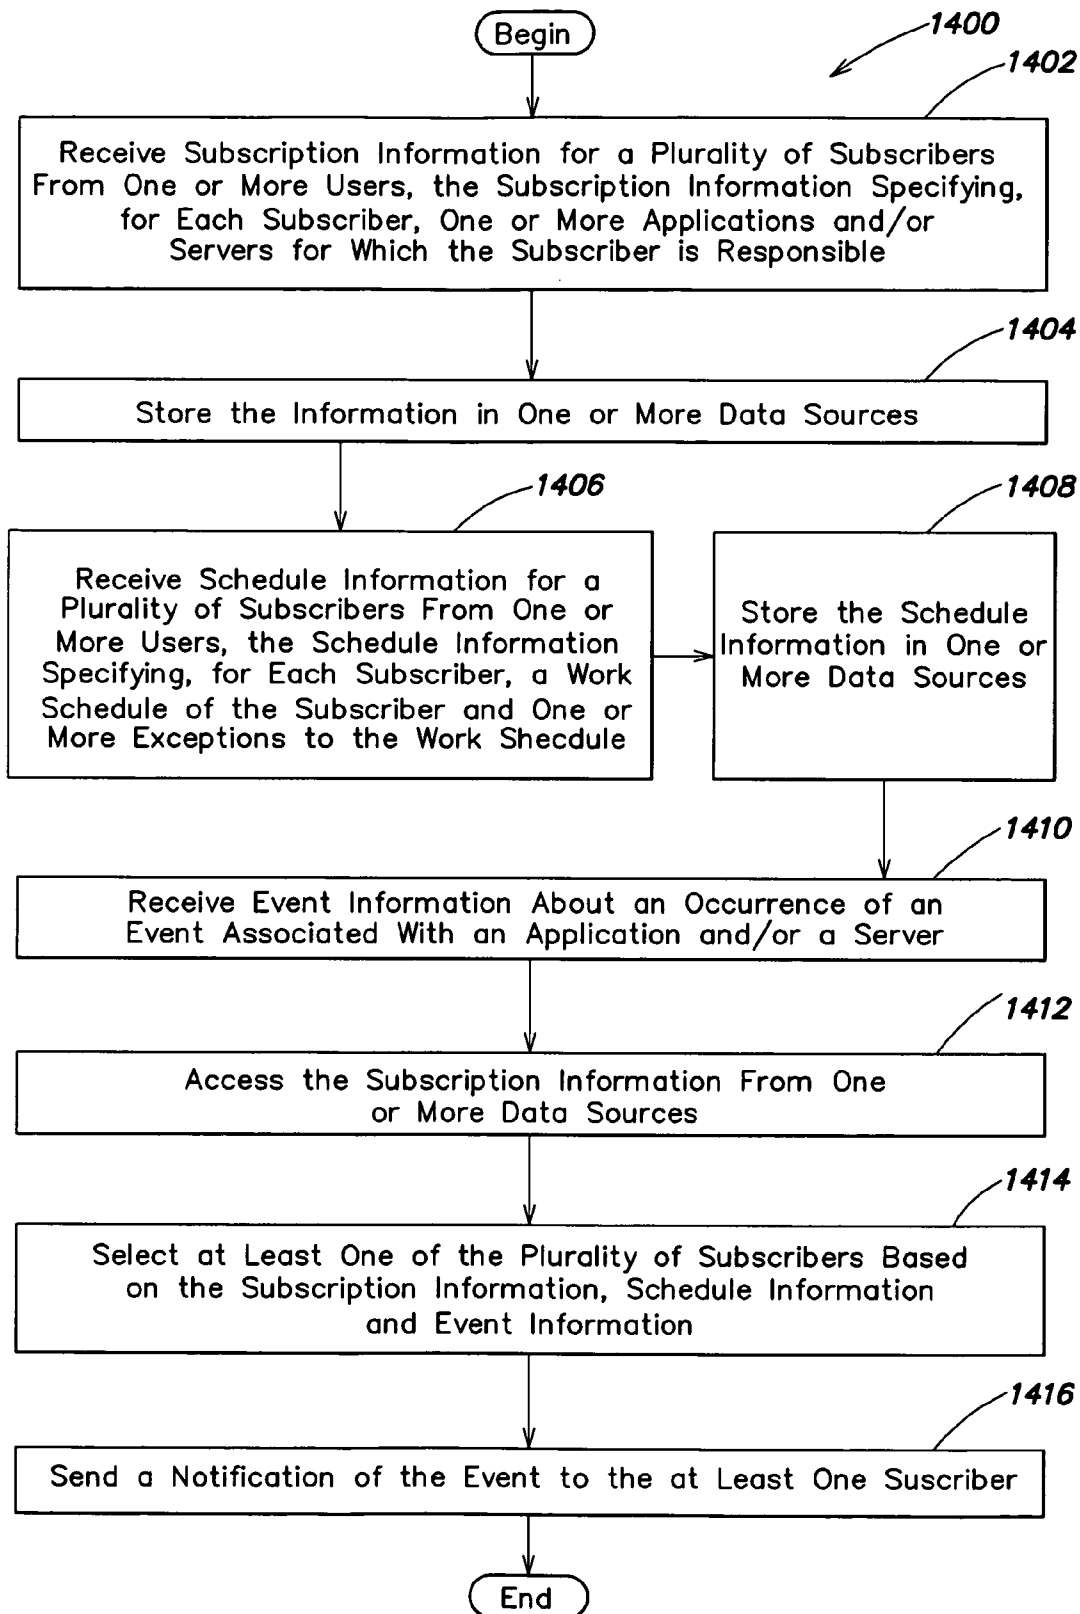 Begin
1400
1402
Receive Subscription Information for a Plurality of Subscribers
From One or More Users, the Subscription Information Specifying,
for Each Subscriber, One or More Applications and/or
Servers for Which the Subscriber is Responsible
1404
Store the Information in One or More Data Sources
1406
Receive Schedule Information for a
Plurality of Subscribers From One or
More Users, the Schedule Information
Specifying, for Each Subscriber, a Work
Schedule of the Subscriber and One or
More Exceptions to the Work Shecdule
1408
Store the Schedule
Information in One or
More Data Sources
1410
Receive Event Information About an Occurrence of an
Event Associated With an Application and/or a Server
1412
Access the Subscription Information From One
or More Data Sources
1414
Select at Least One of the Plurality of Subscribers Based
on the Subscription Information, Schedule Information
and Event Information
1416
Send a Notification of the Event to the at Least One Suscriber
End